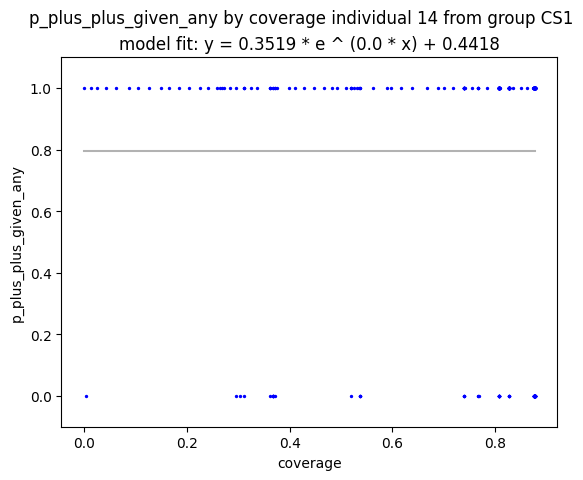 p_plus_plus_given_any by coverage individual 14 from group CS1
model fit: y = 0.3519 * e ^ (0.0 * x) + 0.4418
1.0
0.8
0.6
0.4
0.2
0.0
p_plus_plus_given_any
0.0 0.2 0.4 0.6 0.8
coverage